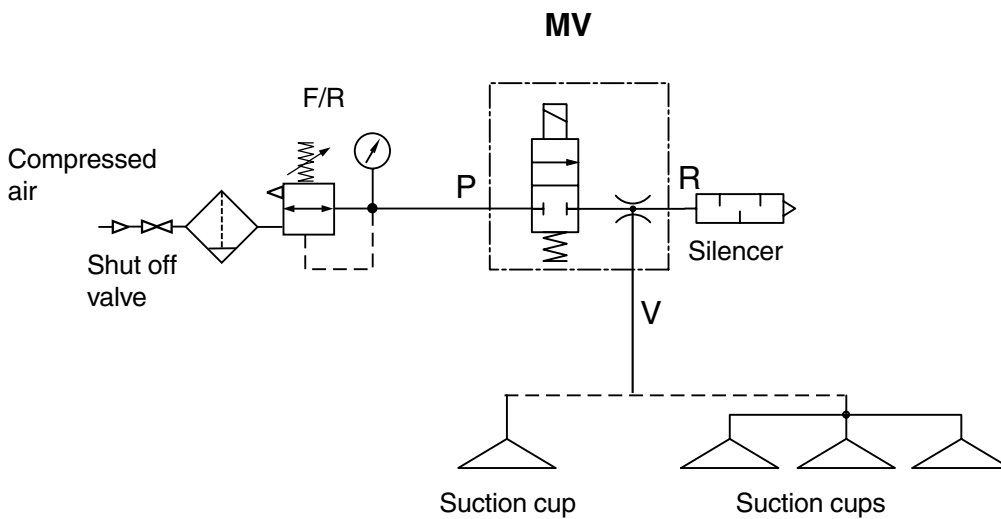 MV
F/R
Compressed
air
P
R
Shut off
valve
Silencer
V
Suction cup
Suction cups